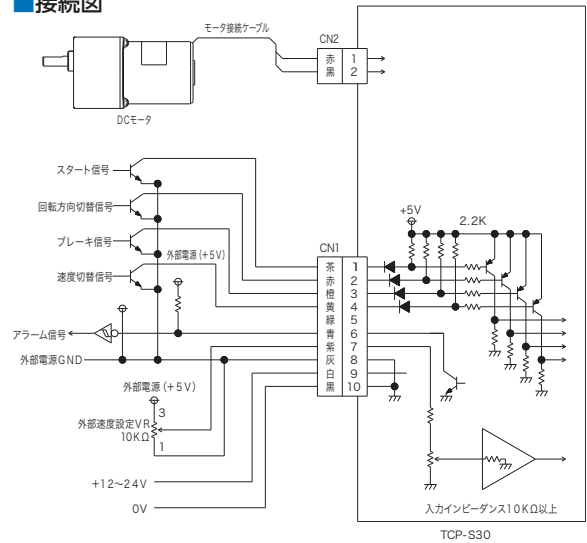 ■接続図
モータ接続ケーブル
CN2
赤 1
黒 2
DCモータ
スタート信号
回転方向切替信号
ブレーキ信号
速度切替信号
外部電源(+5V)
アラーム信号
外部電源GND
外部電源(+5V)
3
外部速度設定VR
10KΩ
1
+12~24V
0V
CN1
茶 1
赤 2
橙 3
黄 4
緑 5
青 6
紫 7
灰 8
白 9
黒 10
+5V
2.2K
入力インピーダンス10KΩ以上
TCP-S30